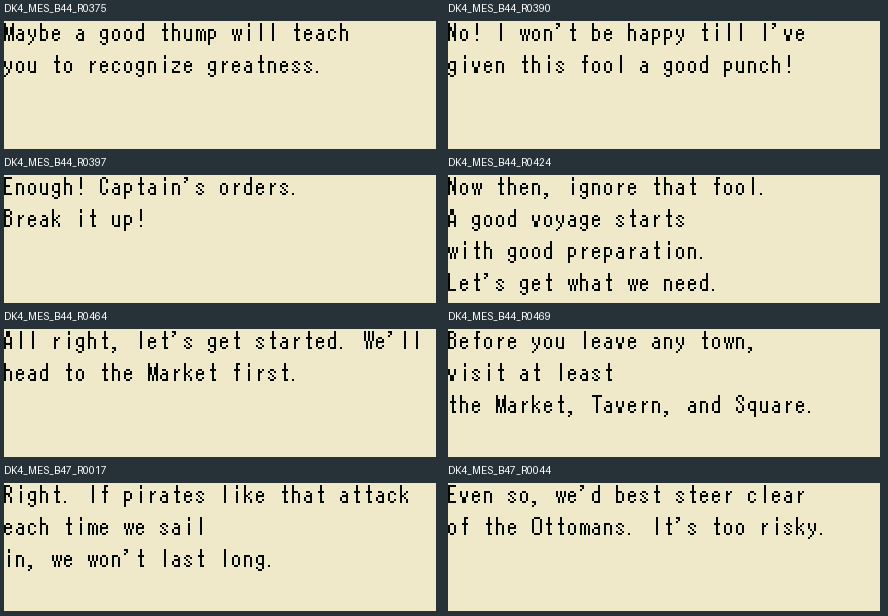 DK4_MES_B44_R0375
Maybe a good thump will teach
you to recognize greatness.
DK4_MES_B44_R0390
No! I won't be happy till I've
given this fool a good punch!
DK4_MES_B44_R0397
Enough! Captain's orders.
Break it up!
DK4_MES_B44_R0424
Now then, ignore that fool.
A good voyage starts
with good preparation.
Let's get what we need.
DK4_MES_B44_R0464
All right, let's get started. We'll
head to the Market first.
DK4_MES_B44_R0469
Before you leave any town,
visit at least
the Market, Tavern, and Square.
DK4_MES_B47_R0017
Right. If pirates like that attack
each time we sail
in, we won't last long.
DK4_MES_B47_R0044
Even so, we'd best steer clear
of the Ottomans. It's too risky.